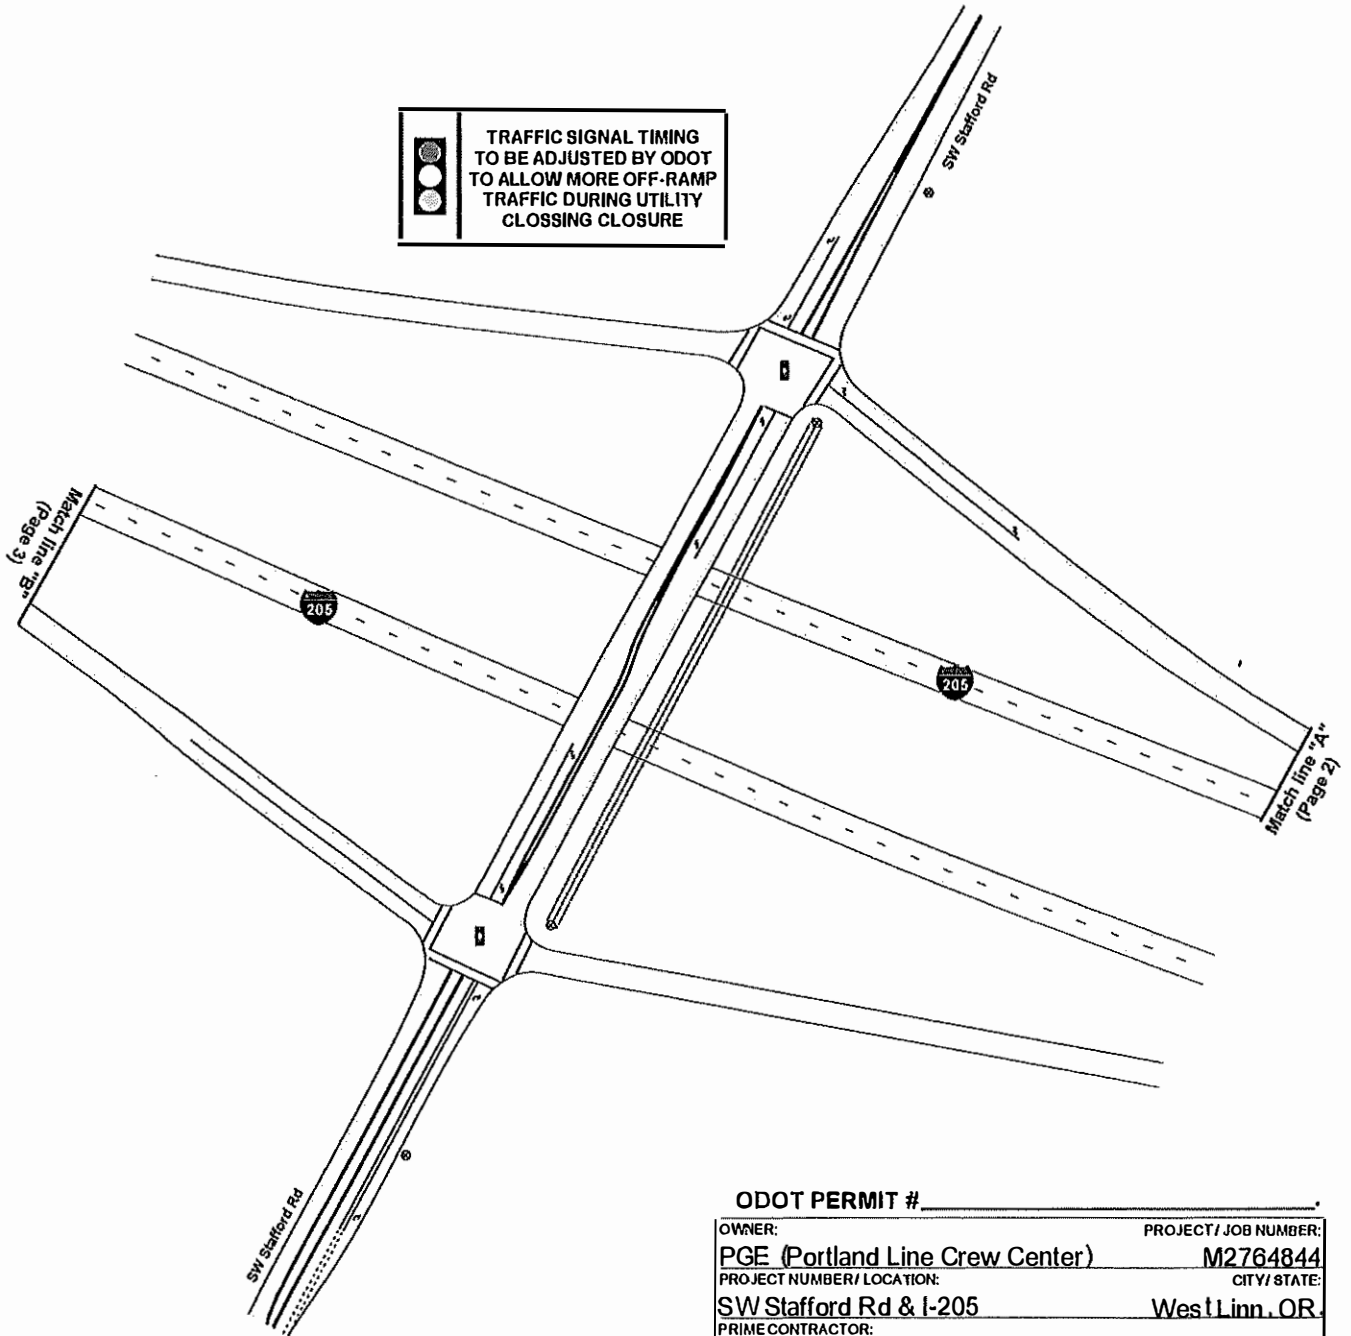 SW Stafford Rd
TRAFFIC SIGNAL TIMING
TO BE ADJUSTED BY ODOT
TO ALLOW MORE OFF-RAMP
TRAFFIC DURING UTILITY
CLOSSING CLOSURE
Match line "B"
(Page 3)
205
205
Match line "A"
(Page 2)
SW Stafford Rd
ODOT PERMIT #
OWNER: PROJECT/ JOB NUMBER:
PGE (Portland Line Crew Center) M2764844
PROJECT NUMBER/ LOCATION: CITY/ STATE:
SW Stafford Rd & I-205 West Linn, OR.
PRIME CONTRACTOR: